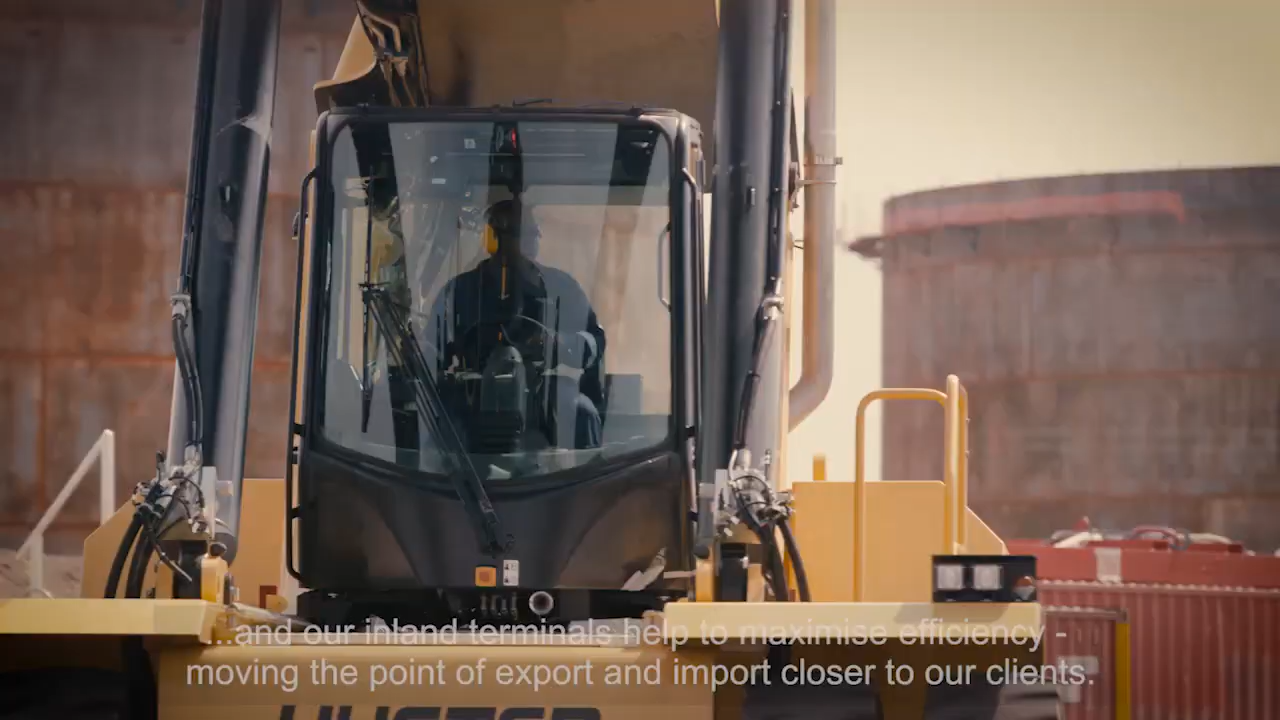 ...and our inland terminals help to maximise efficiency -
moving the point of export and import closer to our clients.
HYSTER